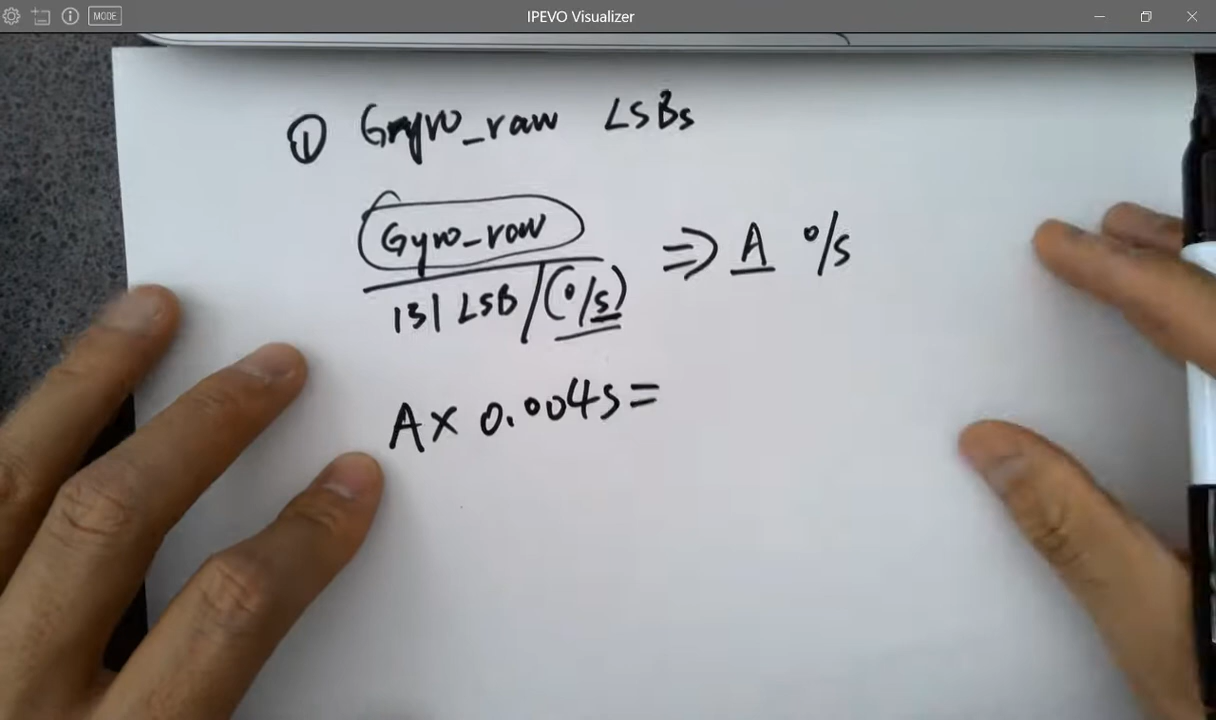 MODE
IPEVO Visualizer
① Gyro_raw LSBs
Gyro_raw
131 LSB/(°/s)
⇒ A °/s
A × 0.004s =